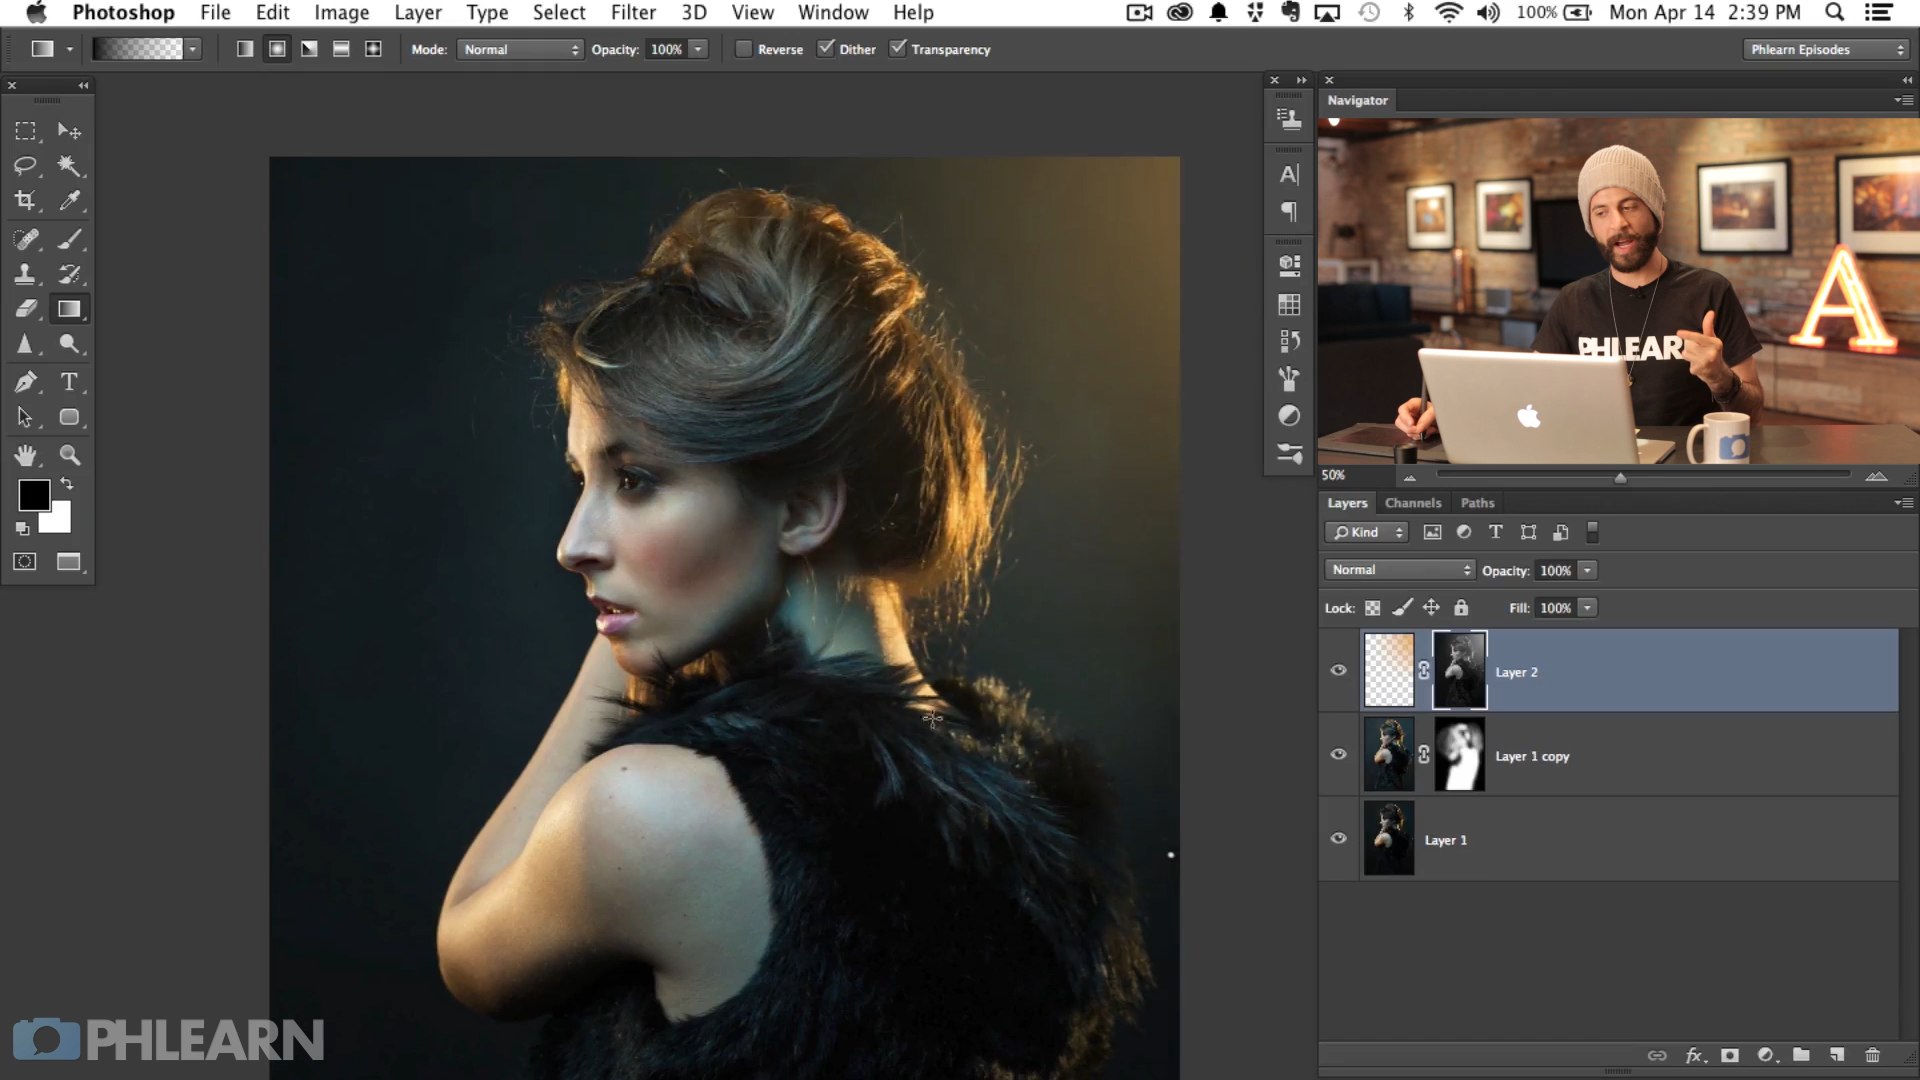 Photoshop File Edit Image Layer Type Select Filter 3D View Window Help 100% Mon Apr 14 2:39 PM
Mode: Normal Opacity: 100% Reverse Dither Transparency Phlearn Episodes
Navigator
A
PHLEARN
50%
Layers Channels Paths
Kind
Normal Opacity: 100%
Lock: Fill: 100%
Layer 2
Layer 1 copy
Layer 1
PHLEARN